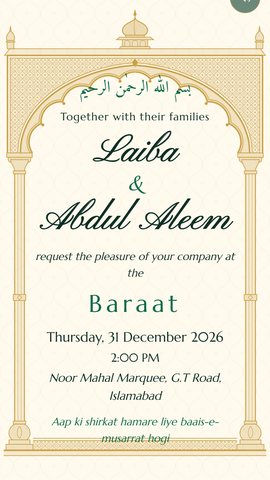 بسم الله الرحمن الرحيم
Together with their families
Laiba
&
Abdul Aleem
request the pleasure of your company at
the
Baraat
Thursday, 31 December 2026
2:00 PM
Noor Mahal Marquee, G.T Road,
Islamabad
Aap ki shirkat hamare liye baais-e-
musarrat hogi